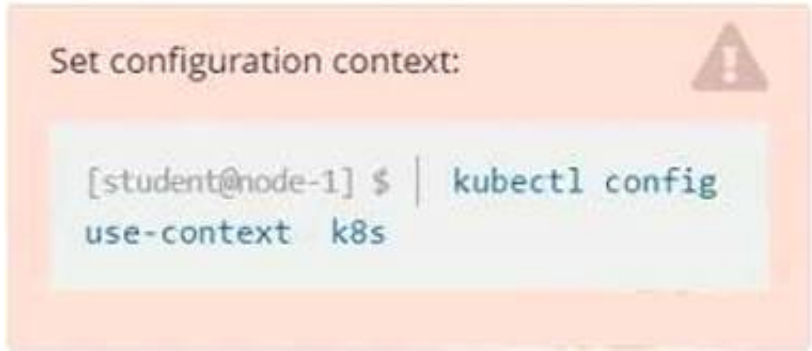 Set configuration context:
[student@node-1] $ | kubectl config
use-context k8s